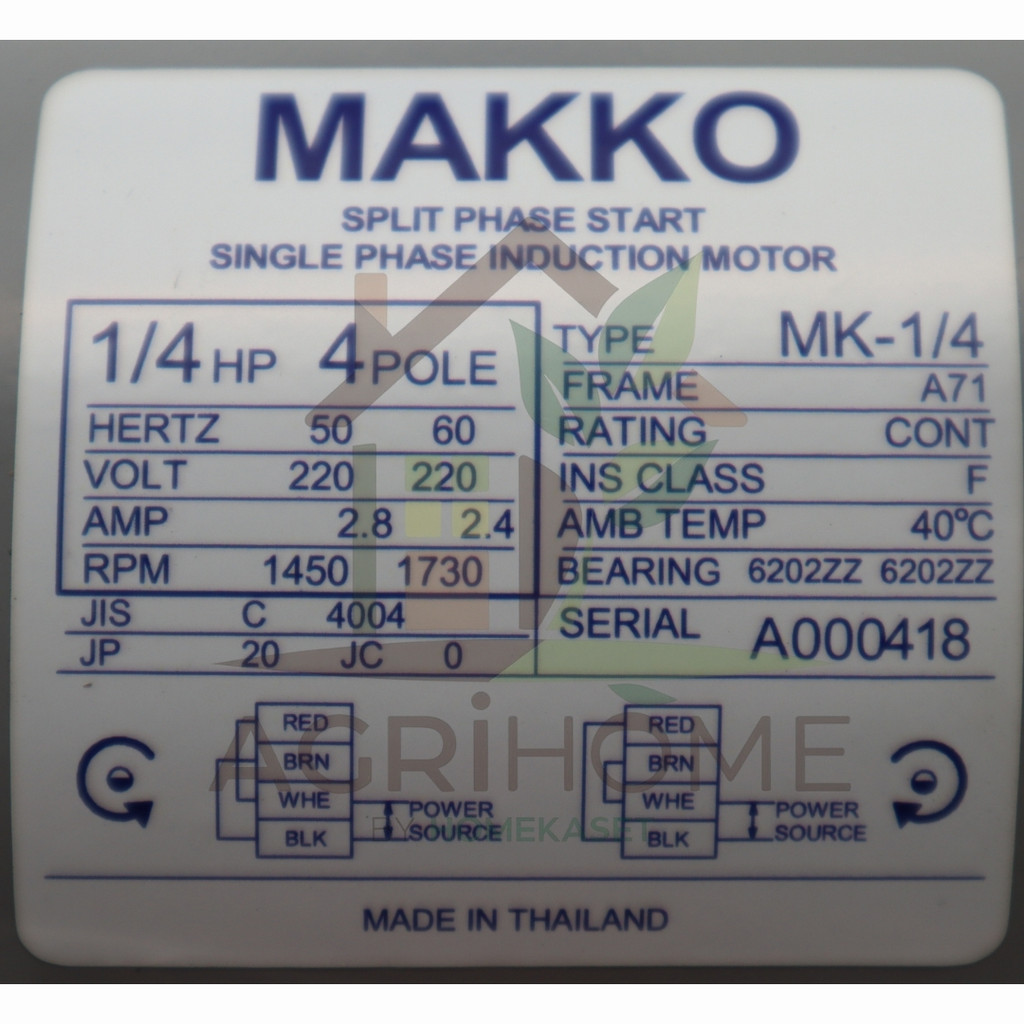 MAKKO
SPLIT PHASE START
SINGLE PHASE INDUCTION MOTOR
1/4 HP 4 POLE
HERTZ 50 60
VOLT 220 220
AMP 2.8 2.4
RPM 1450 1730
JIS C 4004
JP 20 JC 0
TYPE MK-1/4
FRAME A71
RATING CONT
INS CLASS F
AMB TEMP 40°C
BEARING 6202ZZ 6202ZZ
SERIAL A000418
AGRiHOME
BY HOMEKASET
RED
BRN
WHE
BLK
POWER
SOURCE
RED
BRN
WHE
BLK
POWER
SOURCE
MADE IN THAILAND